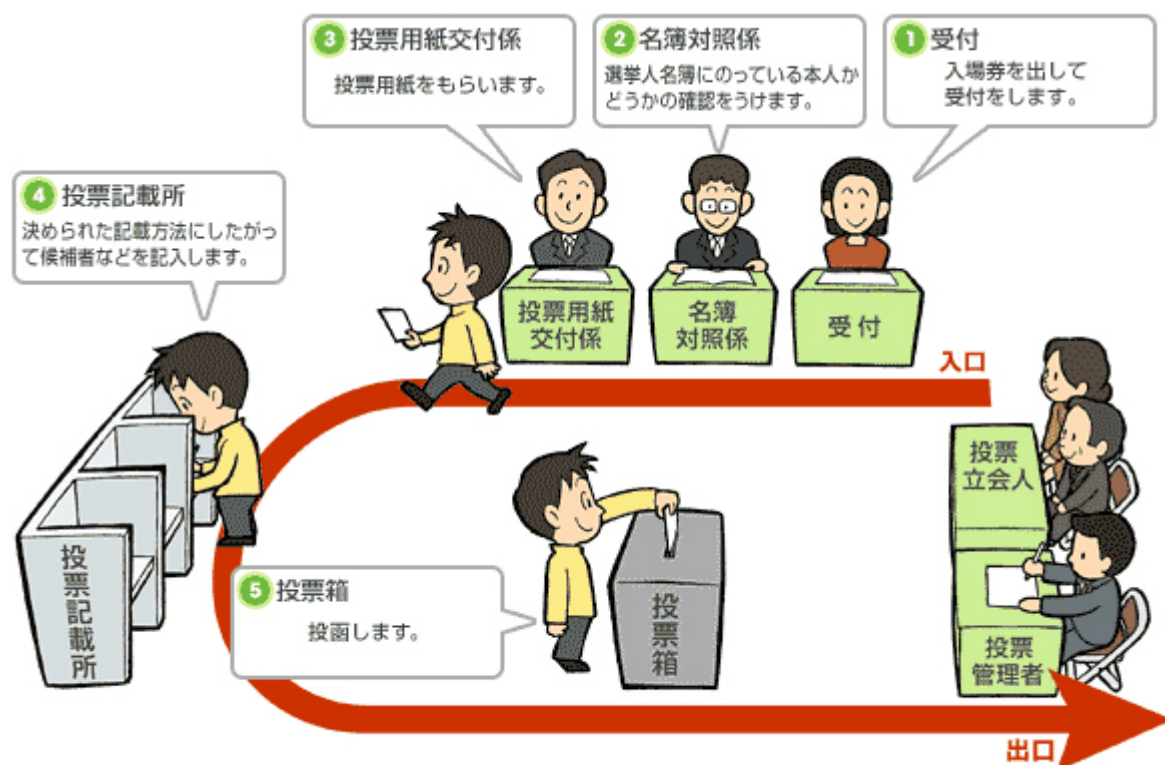 1 受付
入場券を出して
受付をします。
2 名簿対照係
選挙人名簿にのっている本人か
どうかの確認をうけます。
3 投票用紙交付係
投票用紙をもらいます。
4 投票記載所
決められた記載方法にしたがっ
て候補者などを記入します。
5 投票箱
投函します。
投票用紙
交付係
名簿
対照係
受付
入口
投票
立会人
投票
管理者
投票記載所
投票箱
出口